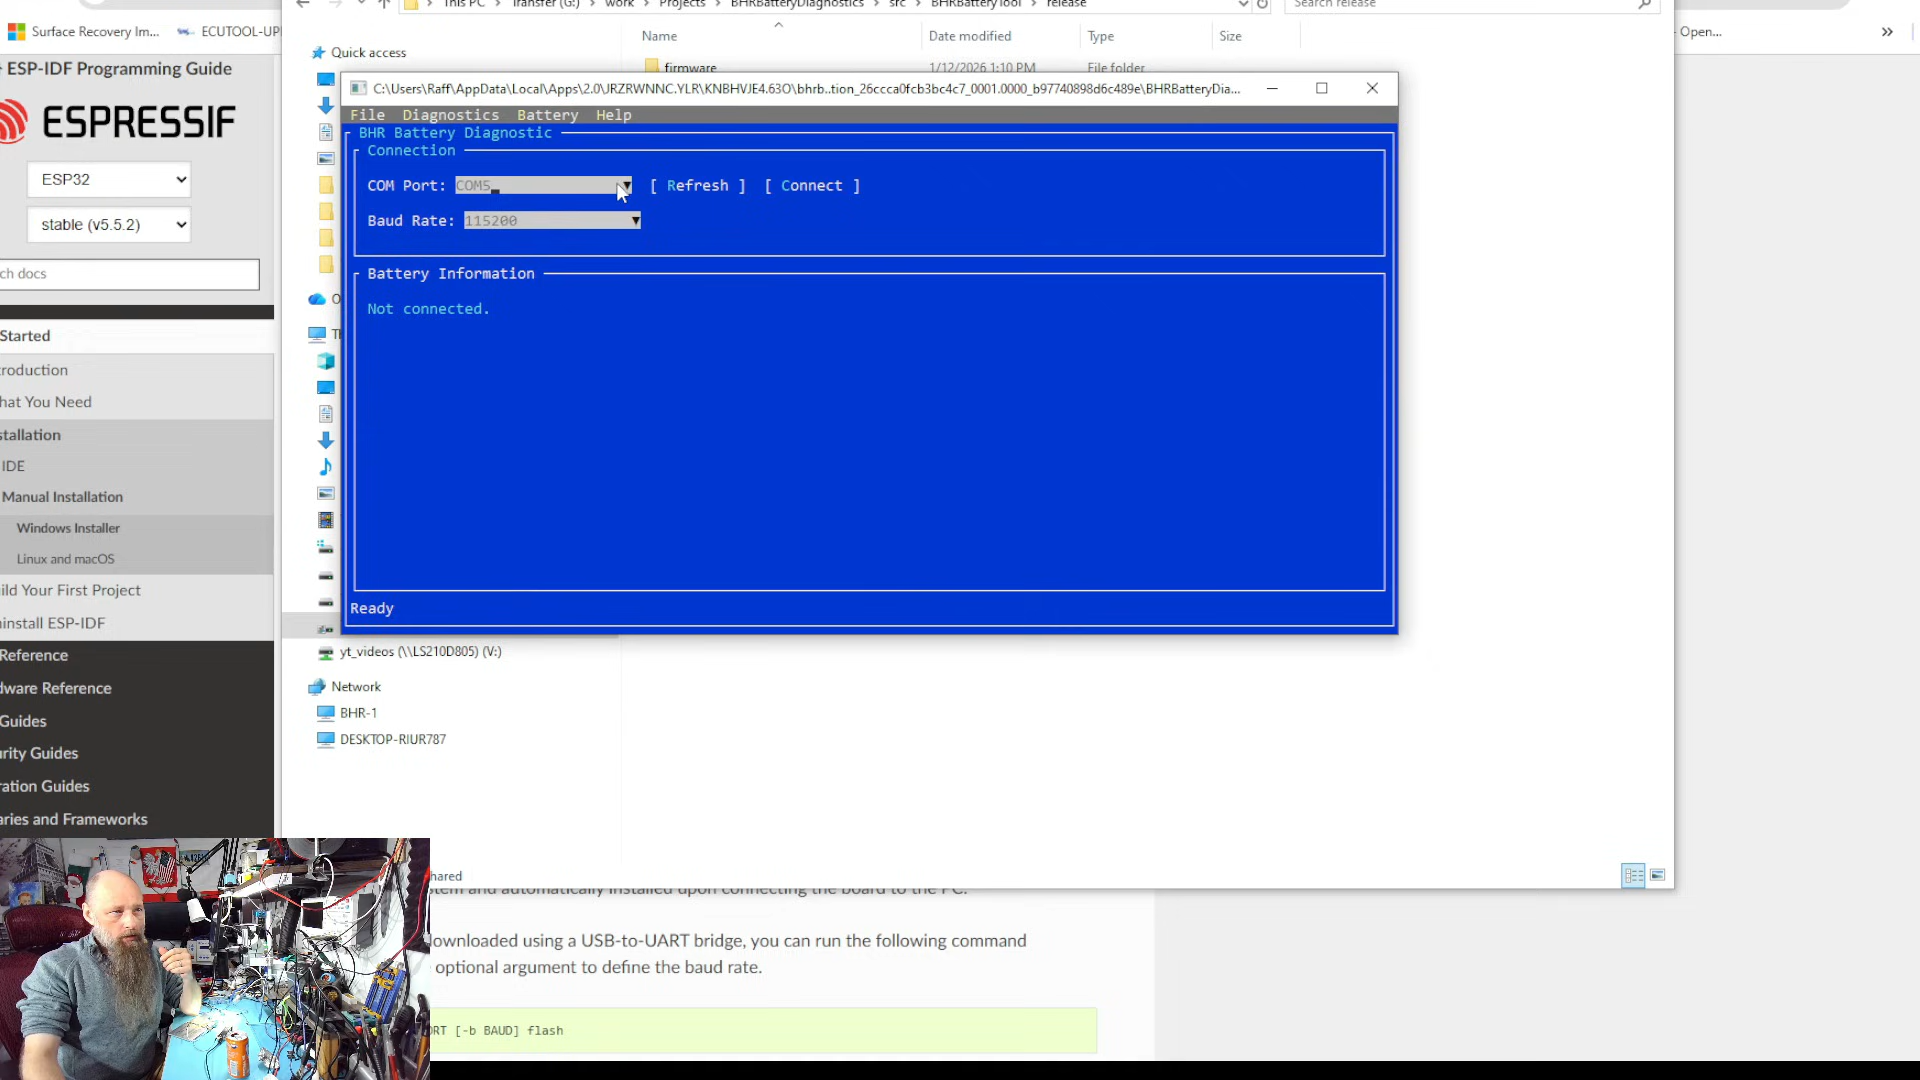 This PC > Transfer (G:) > work > Projects > BHRBatteryDiagnostics > src > BHRBatteryTool > release
Search release
Surface Recovery Im...
ECUTOOL-UP
Open...
»
Name
Date modified
Type
Size
Quick access
firmware
1/12/2026 1:10 PM
File folder
ESP-IDF Programming Guide
ESPRESSIF
ESP32
stable (v5.5.2)
ch docs
Started
troduction
hat You Need
stallation
IDE
Manual Installation
Windows Installer
Linux and macOS
ild Your First Project
ninstall ESP-IDF
Reference
dware Reference
Guides
urity Guides
ration Guides
aries and Frameworks
C:\Users\Raff\AppData\Local\Apps\2.0\JRZRWNNC.YLR\KNBHVJE4.63O\bhrb..tion_26ccca0fcb3bc4c7_0001.0000_b97740898d6c489e\BHRBatteryDia...
File Diagnostics Battery Help
BHR Battery Diagnostic
Connection
COM Port: COM5 [ Refresh ] [ Connect ]
Baud Rate: 115200
Battery Information
Not connected.
Ready
yt_videos (\\LS210D805) (V:)
Network
BHR-1
DESKTOP-RIUR787
hared
stem and automatically installed upon connecting the board to the PC.
ownloaded using a USB-to-UART bridge, you can run the following command
optional argument to define the baud rate.
ORT [-b BAUD] flash